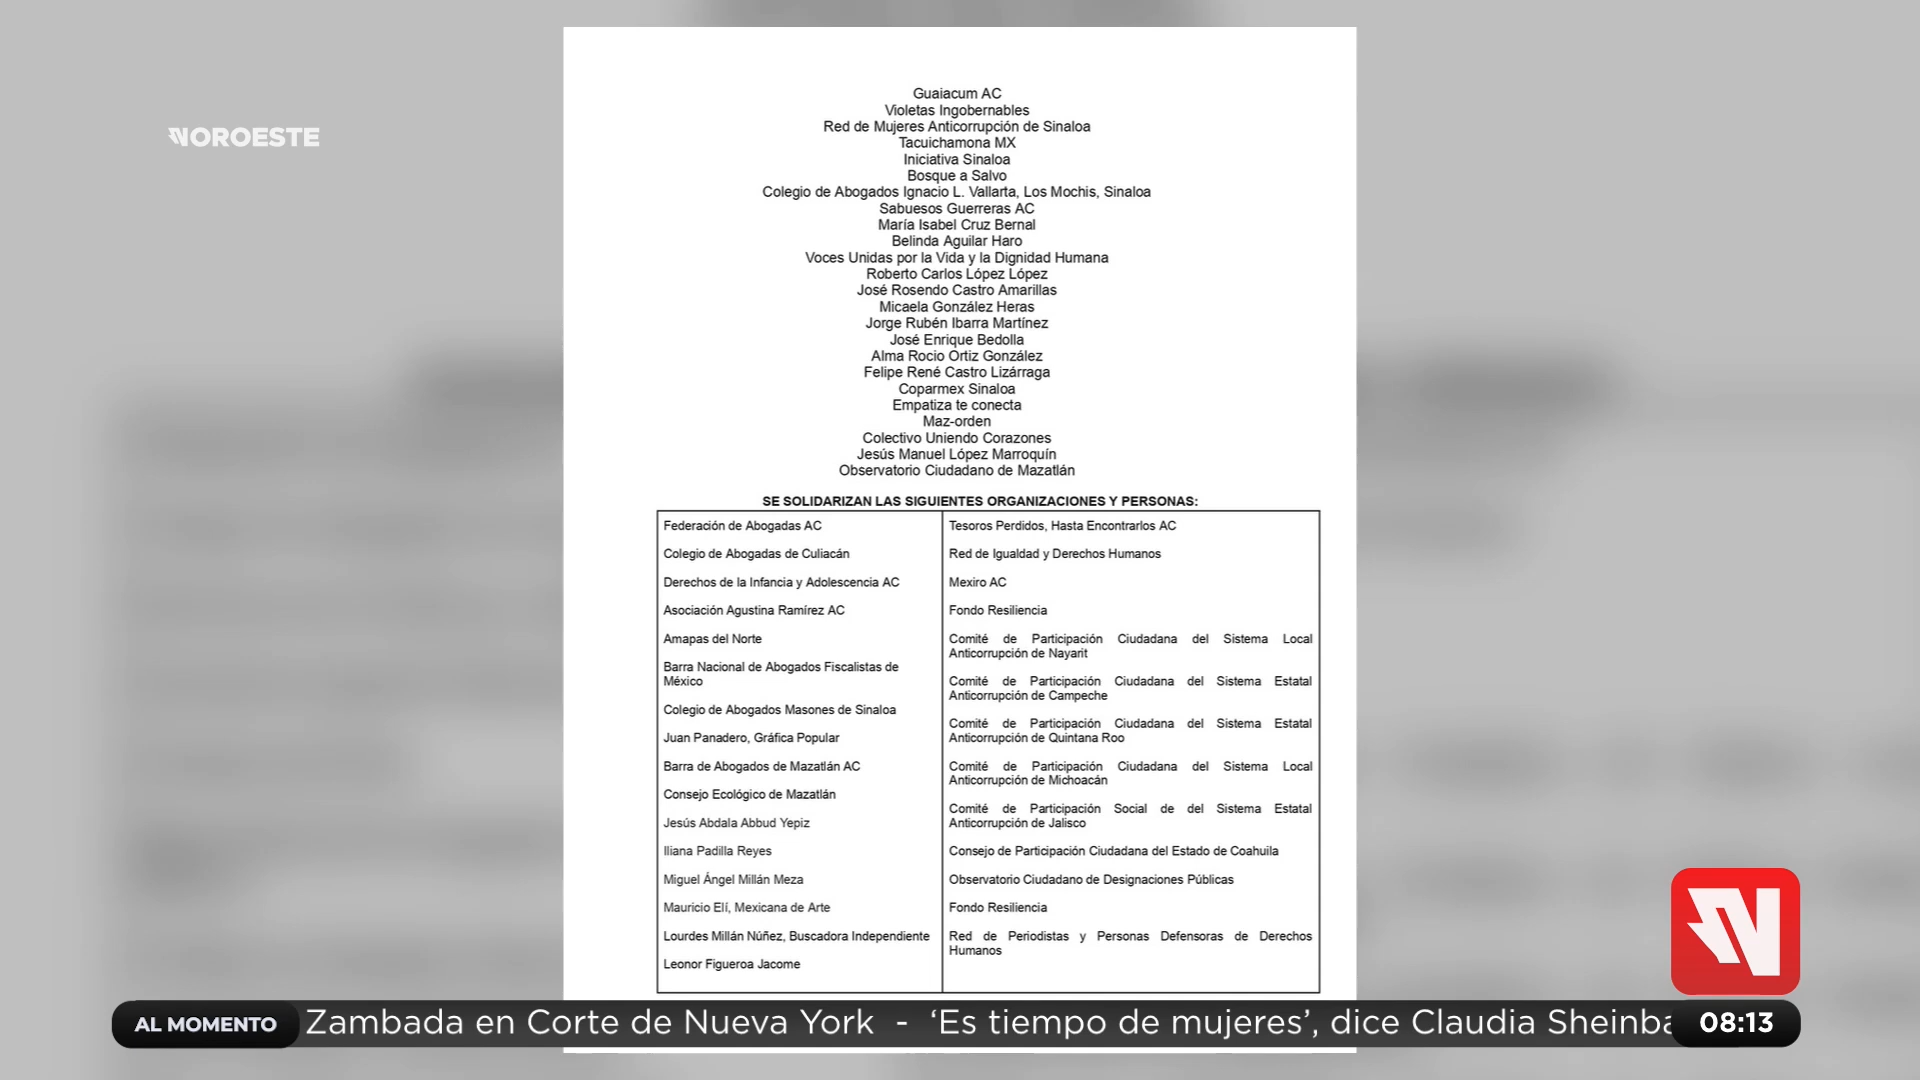 NOROESTE
Guaiacum AC
Violetas Ingobernables
Red de Mujeres Anticorrupción de Sinaloa
Tacuichamona MX
Iniciativa Sinaloa
Bosque a Salvo
Colegio de Abogados Ignacio L. Vallarta, Los Mochis, Sinaloa
Sabuesos Guerreras AC
María Isabel Cruz Bernal
Belinda Aguilar Haro
Voces Unidas por la Vida y la Dignidad Humana
Roberto Carlos López López
José Rosendo Castro Amarillas
Micaela González Heras
Jorge Rubén Ibarra Martínez
José Enrique Bedolla
Alma Rocio Ortiz González
Felipe René Castro Lizárraga
Coparmex Sinaloa
Empatiza te conecta
Maz-orden
Colectivo Uniendo Corazones
Jesús Manuel López Marroquín
Observatorio Ciudadano de Mazatlán
SE SOLIDARIZAN LAS SIGUIENTES ORGANIZACIONES Y PERSONAS:
Federación de Abogadas AC
Colegio de Abogadas de Culiacán
Derechos de la Infancia y Adolescencia AC
Asociación Agustina Ramírez AC
Amapas del Norte
Barra Nacional de Abogados Fiscalistas de
México
Colegio de Abogados Masones de Sinaloa
Juan Panadero, Gráfica Popular
Barra de Abogados de Mazatlán AC
Consejo Ecológico de Mazatlán
Jesús Abdala Abbud Yepiz
Iliana Padilla Reyes
Miguel Ángel Millán Meza
Mauricio Elí, Mexicana de Arte
Lourdes Millán Núñez, Buscadora Independiente
Leonor Figueroa Jacome
Tesoros Perdidos, Hasta Encontrarlos AC
Red de Igualdad y Derechos Humanos
Mexiro AC
Fondo Resiliencia
Comité de Participación Ciudadana del Sistema Local
Anticorrupción de Nayarit
Comité de Participación Ciudadana del Sistema Estatal
Anticorrupción de Campeche
Comité de Participación Ciudadana del Sistema Estatal
Anticorrupción de Quintana Roo
Comité de Participación Ciudadana del Sistema Local
Anticorrupción de Michoacán
Comité de Participación Social de del Sistema Estatal
Anticorrupción de Jalisco
Consejo de Participación Ciudadana del Estado de Coahuila
Observatorio Ciudadano de Designaciones Públicas
Fondo Resiliencia
Red de Periodistas y Personas Defensoras de Derechos
Humanos
N
AL MOMENTO
Zambada en Corte de Nueva York - ‘Es tiempo de mujeres’, dice Claudia Sheinba
08:13